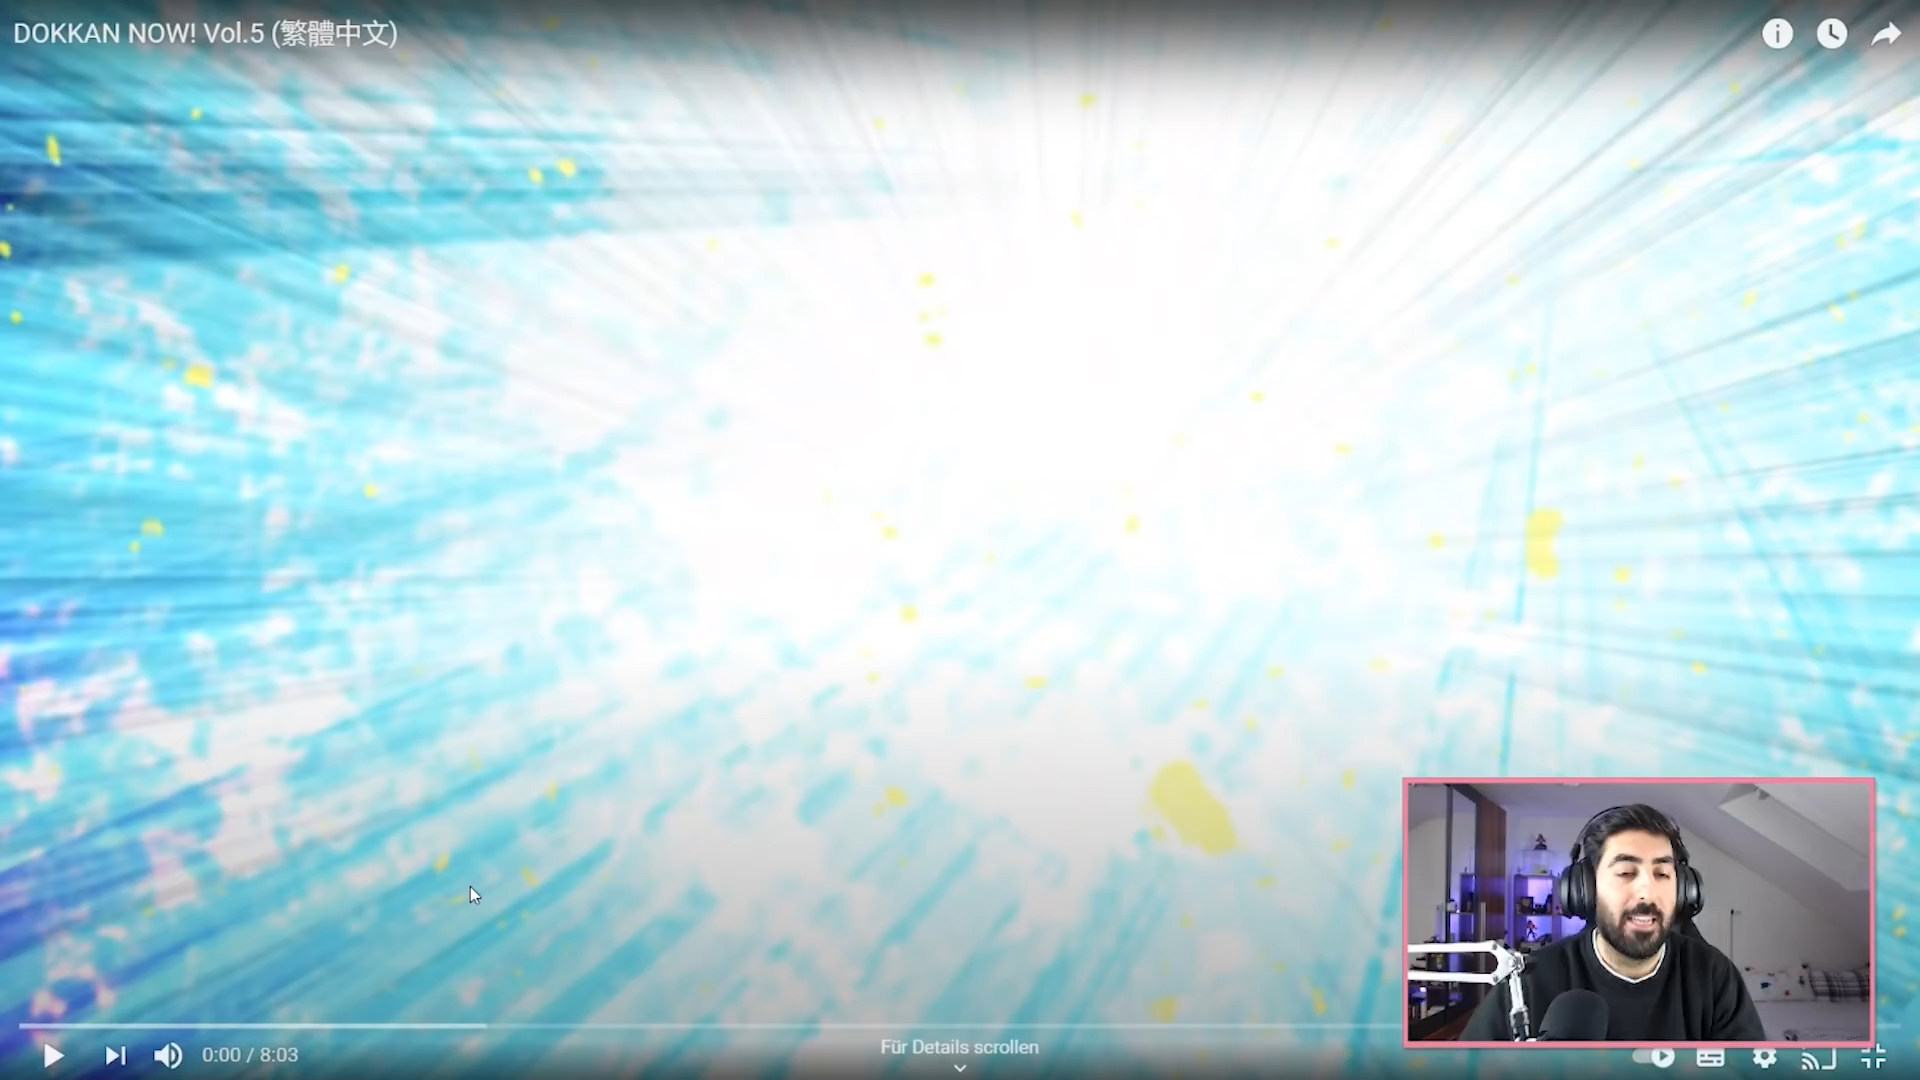 DOKKAN NOW! Vol.5 (繁體中文)
Für Details scrollen
0:00 / 8:03